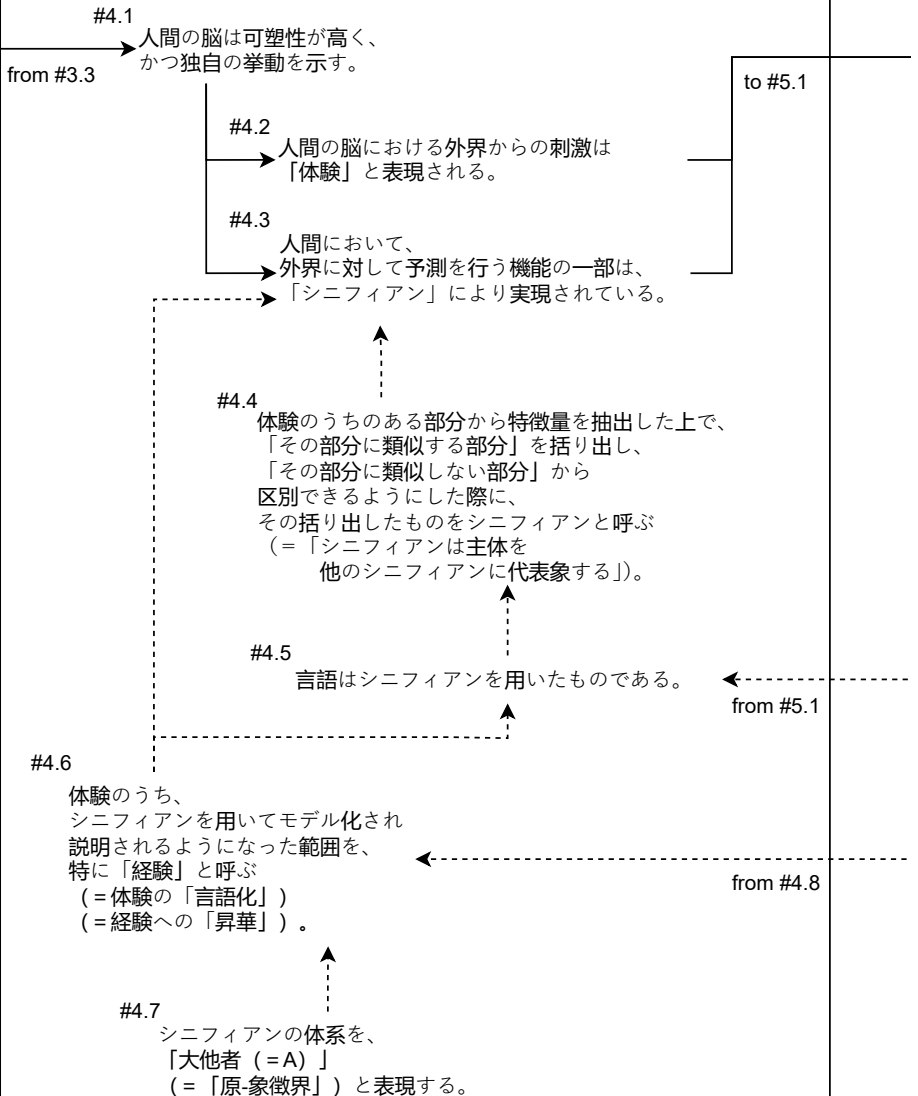 #4.1
人間の脳は可塑性が高く、
かつ独自の挙動を示す。
from #3.3
to #5.1
#4.2
人間の脳における外界からの刺激は
「体験」と表現される。
#4.3
人間において、
外界に対して予測を行う機能の一部は、
「シニフィアン」により実現されている。
#4.4
体験のうちのある部分から特徴量を抽出した上で、
「その部分に類似する部分」を括り出し、
「その部分に類似しない部分」から
区別できるようにした際に、
その括り出したものをシニフィアンと呼ぶ
（＝「シニフィアンは主体を
他のシニフィアンに代表象する」）。
#4.5
言語はシニフィアンを用いたものである。
from #5.1
#4.6
体験のうち、
シニフィアンを用いてモデル化され
説明されるようになった範囲を、
特に「経験」と呼ぶ
（＝体験の「言語化」）
（＝経験への「昇華」）。
from #4.8
#4.7
シニフィアンの体系を、
「大他者（＝A）」
（＝「原-象徴界」）と表現する。